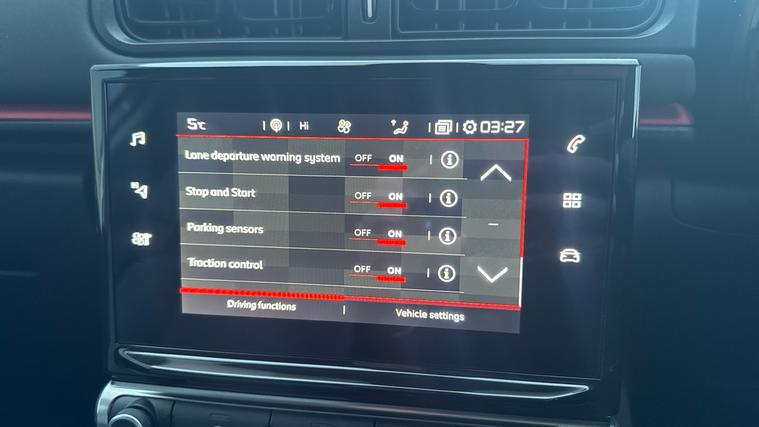 5°C Hi 03:27
Lane departure warning system OFF ON
Stop and Start OFF ON
Parking sensors OFF ON
Traction control OFF ON
Driving functions Vehicle settings